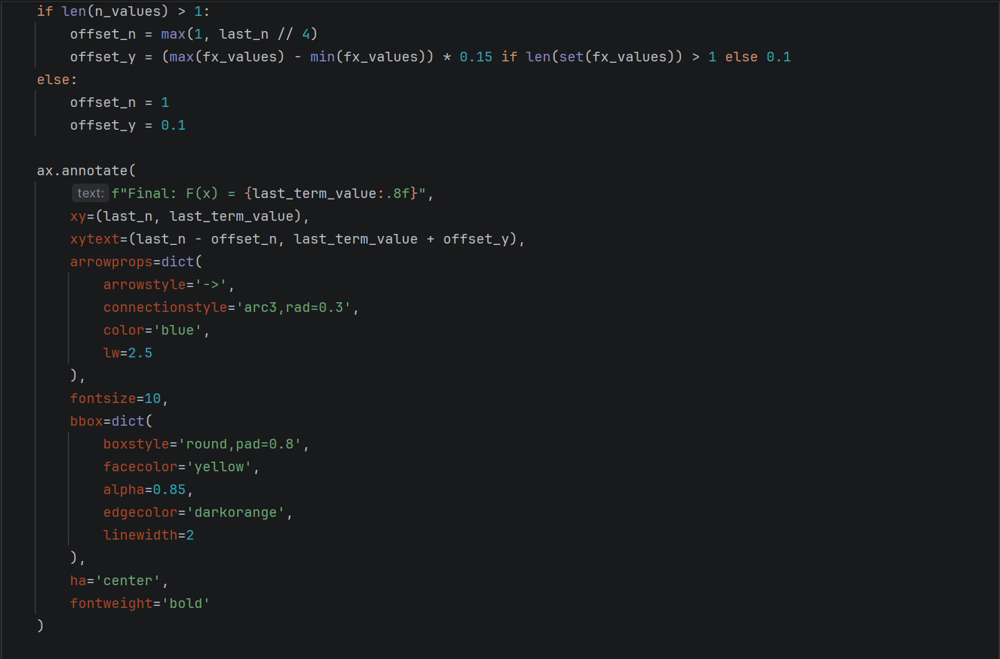 if len(n_values) > 1:
    offset_n = max(1, last_n // 4)
    offset_y = (max(fx_values) - min(fx_values)) * 0.15 if len(set(fx_values)) > 1 else 0.1
else:
    offset_n = 1
    offset_y = 0.1

ax.annotate(
    text: f"Final: F(x) = {last_term_value:.8f}",
    xy=(last_n, last_term_value),
    xytext=(last_n - offset_n, last_term_value + offset_y),
    arrowprops=dict(
        arrowstyle='->',
        connectionstyle='arc3,rad=0.3',
        color='blue',
        lw=2.5
    ),
    fontsize=10,
    bbox=dict(
        boxstyle='round,pad=0.8',
        facecolor='yellow',
        alpha=0.85,
        edgecolor='darkorange',
        linewidth=2
    ),
    ha='center',
    fontweight='bold'
)